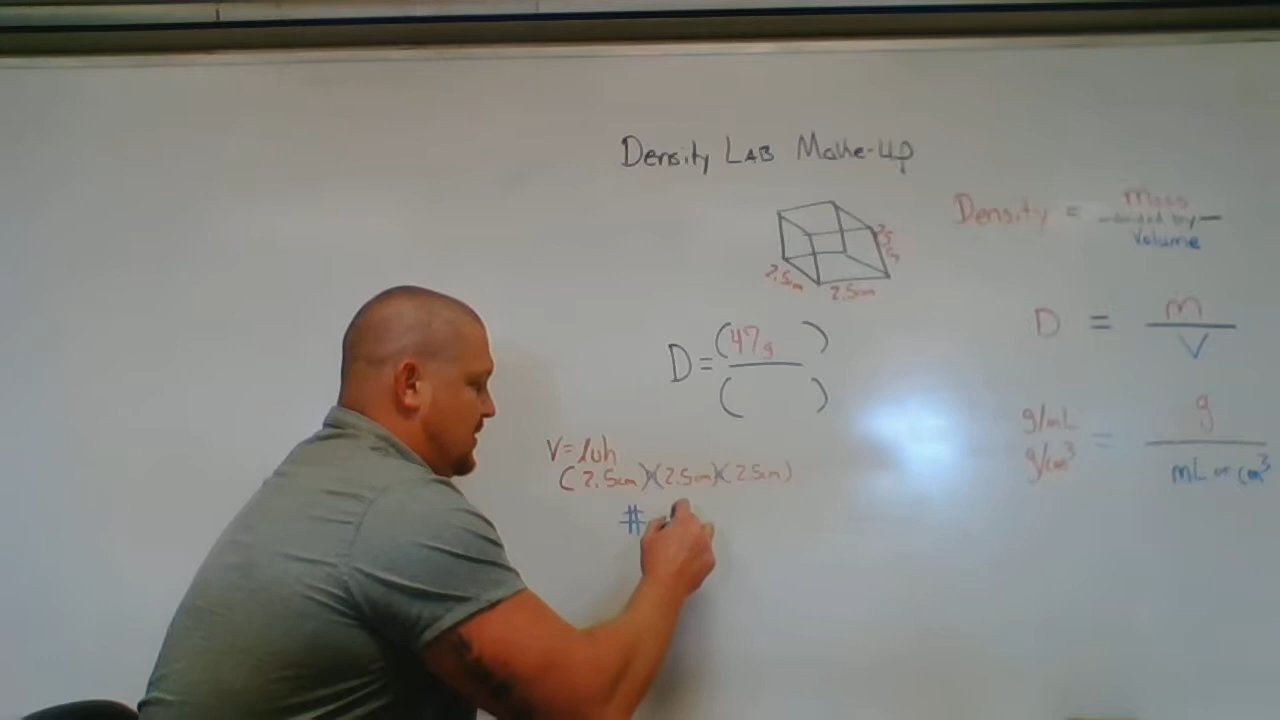 Density LAB Make-up
Density = Mass
divided by
Volume
2.5cm
2.5cm
2.5cm
D = m
V
D = (47g )
( )
g/mL
g/cm³ = g
mL or cm³
V = lwh
(2.5cm)(2.5cm)(2.5cm)
#